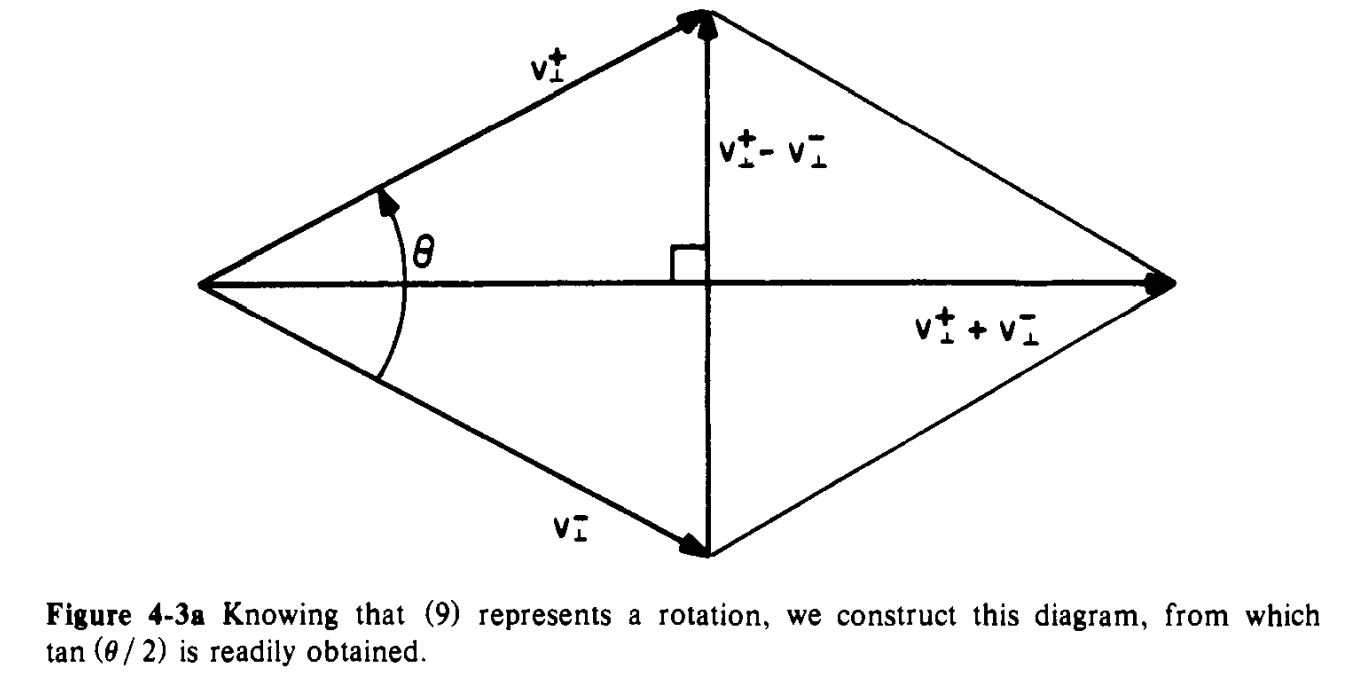 v⊥⁺
v⊥⁺ - v⊥⁻
θ
v⊥⁺ + v⊥⁻
v⊥⁻
Figure 4-3a Knowing that (9) represents a rotation, we construct this diagram, from which
tan (θ / 2) is readily obtained.